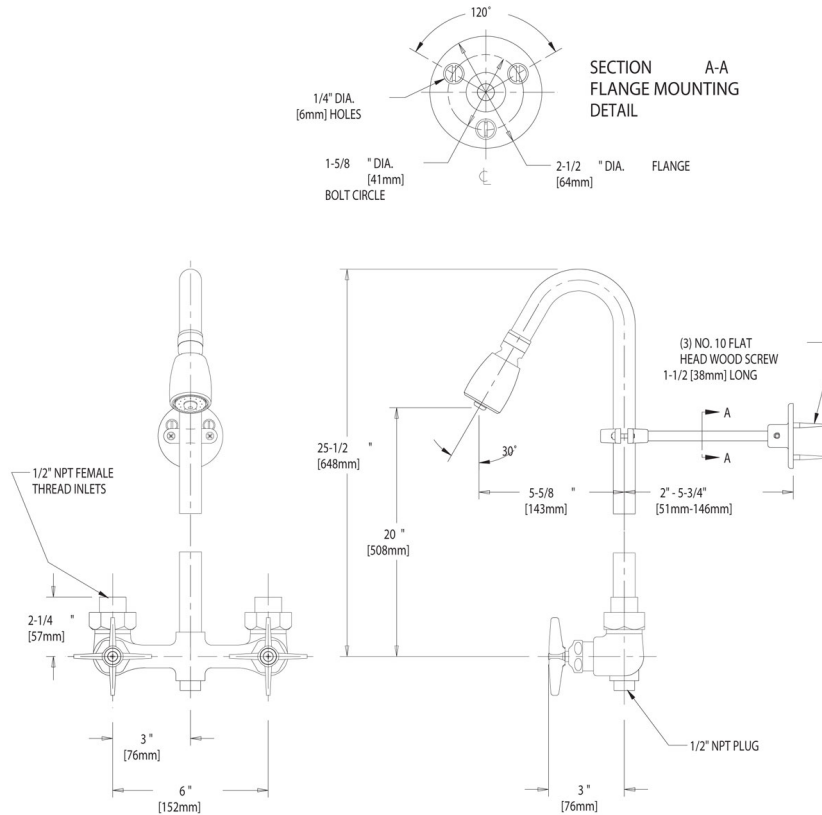 120°
SECTION A-A
FLANGE MOUNTING
DETAIL
1/4" DIA.
[6mm] HOLES
1-5/8 " DIA.
[41mm]
BOLT CIRCLE
2-1/2 " DIA. FLANGE
[64mm]
℄
(3) NO. 10 FLAT
HEAD WOOD SCREW
1-1/2 [38mm] LONG
A
A
25-1/2 "
[648mm]
30°
1/2" NPT FEMALE
THREAD INLETS
5-5/8 "
[143mm]
2" - 5-3/4"
[51mm-146mm]
20 "
[508mm]
2-1/4 "
[57mm]
3 "
[76mm]
1/2" NPT PLUG
6 "
[152mm]
3 "
[76mm]